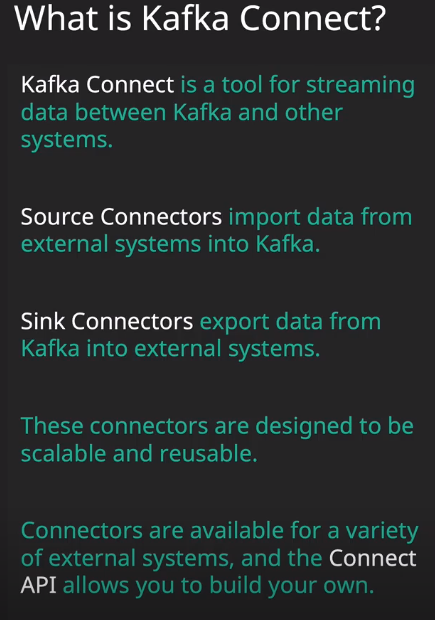 What is Kafka Connect?
Kafka Connect is a tool for streaming
data between Kafka and other
systems.
Source Connectors import data from
external systems into Kafka.
Sink Connectors export data from
Kafka into external systems.
These connectors are designed to be
scalable and reusable.
Connectors are available for a variety
of external systems, and the Connect
API allows you to build your own.